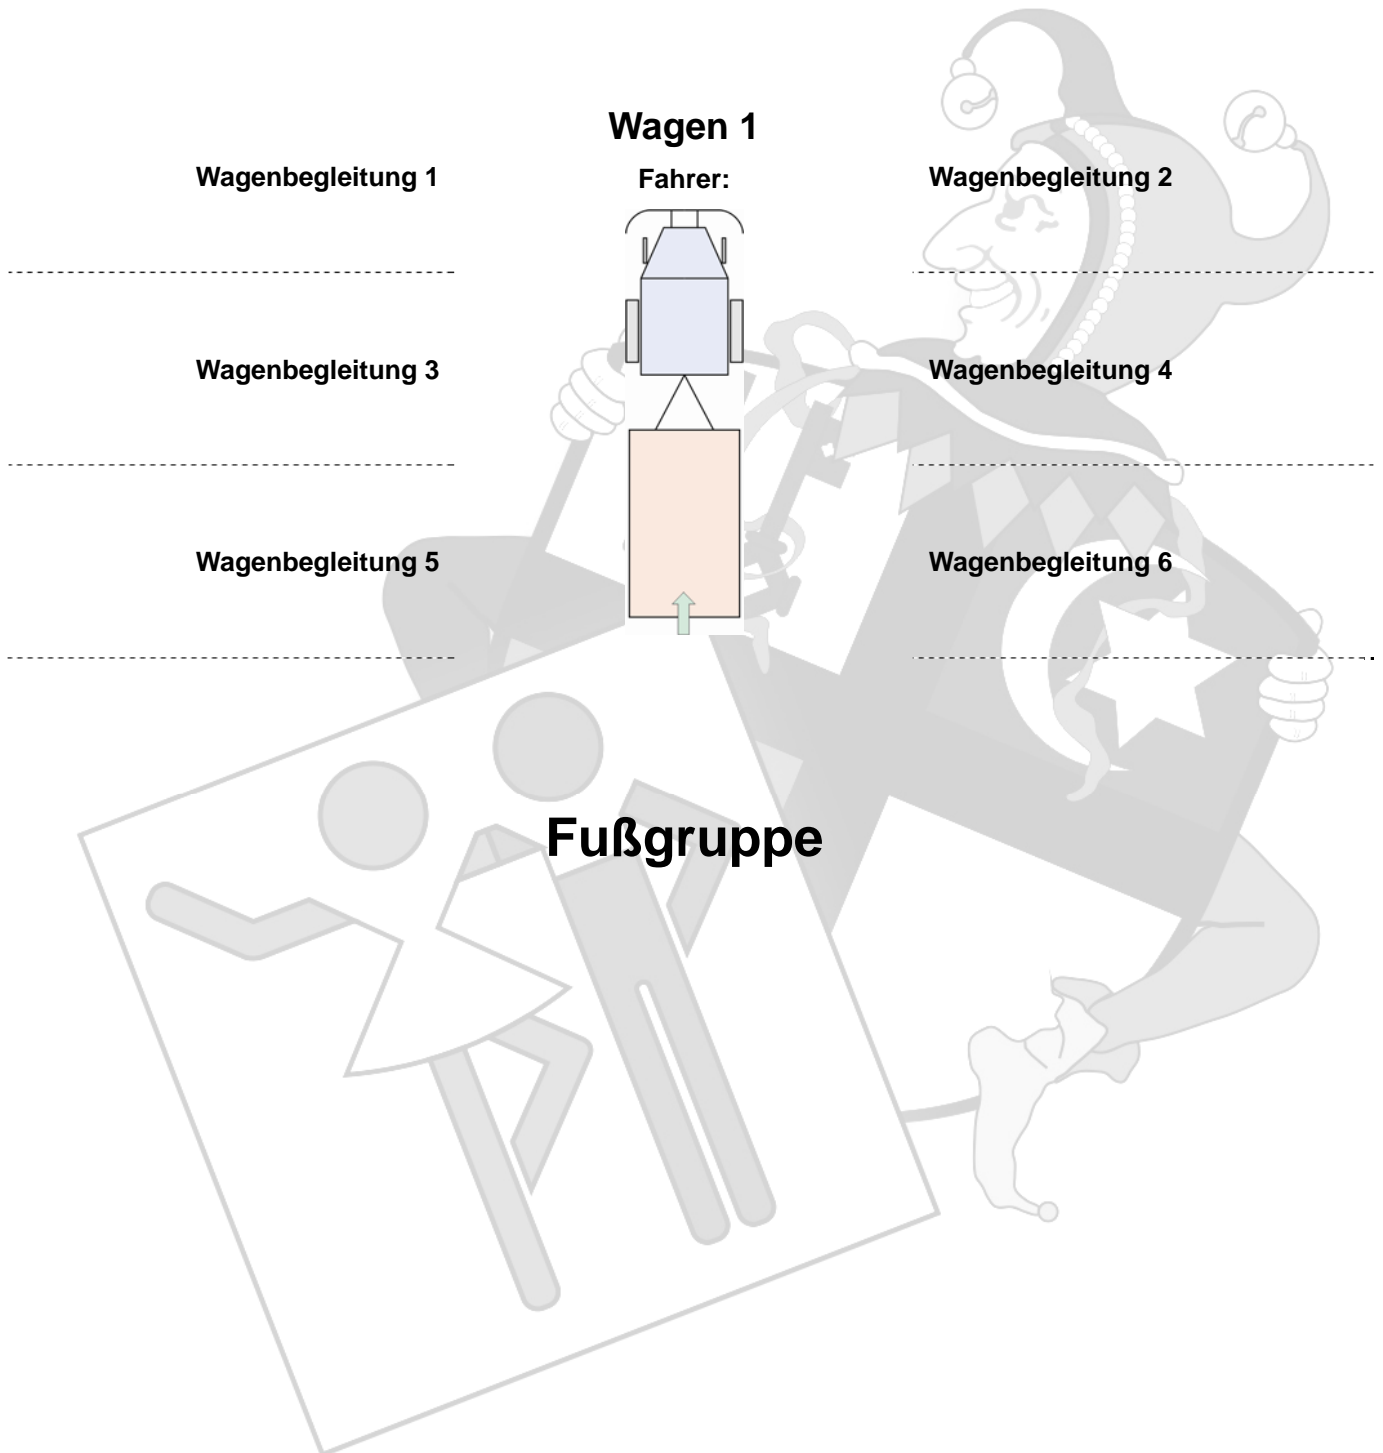 Wagen 1
Wagenbegleitung 1 Fahrer: Wagenbegleitung 2
Wagenbegleitung 3 Wagenbegleitung 4
Wagenbegleitung 5 Wagenbegleitung 6
Fußgruppe